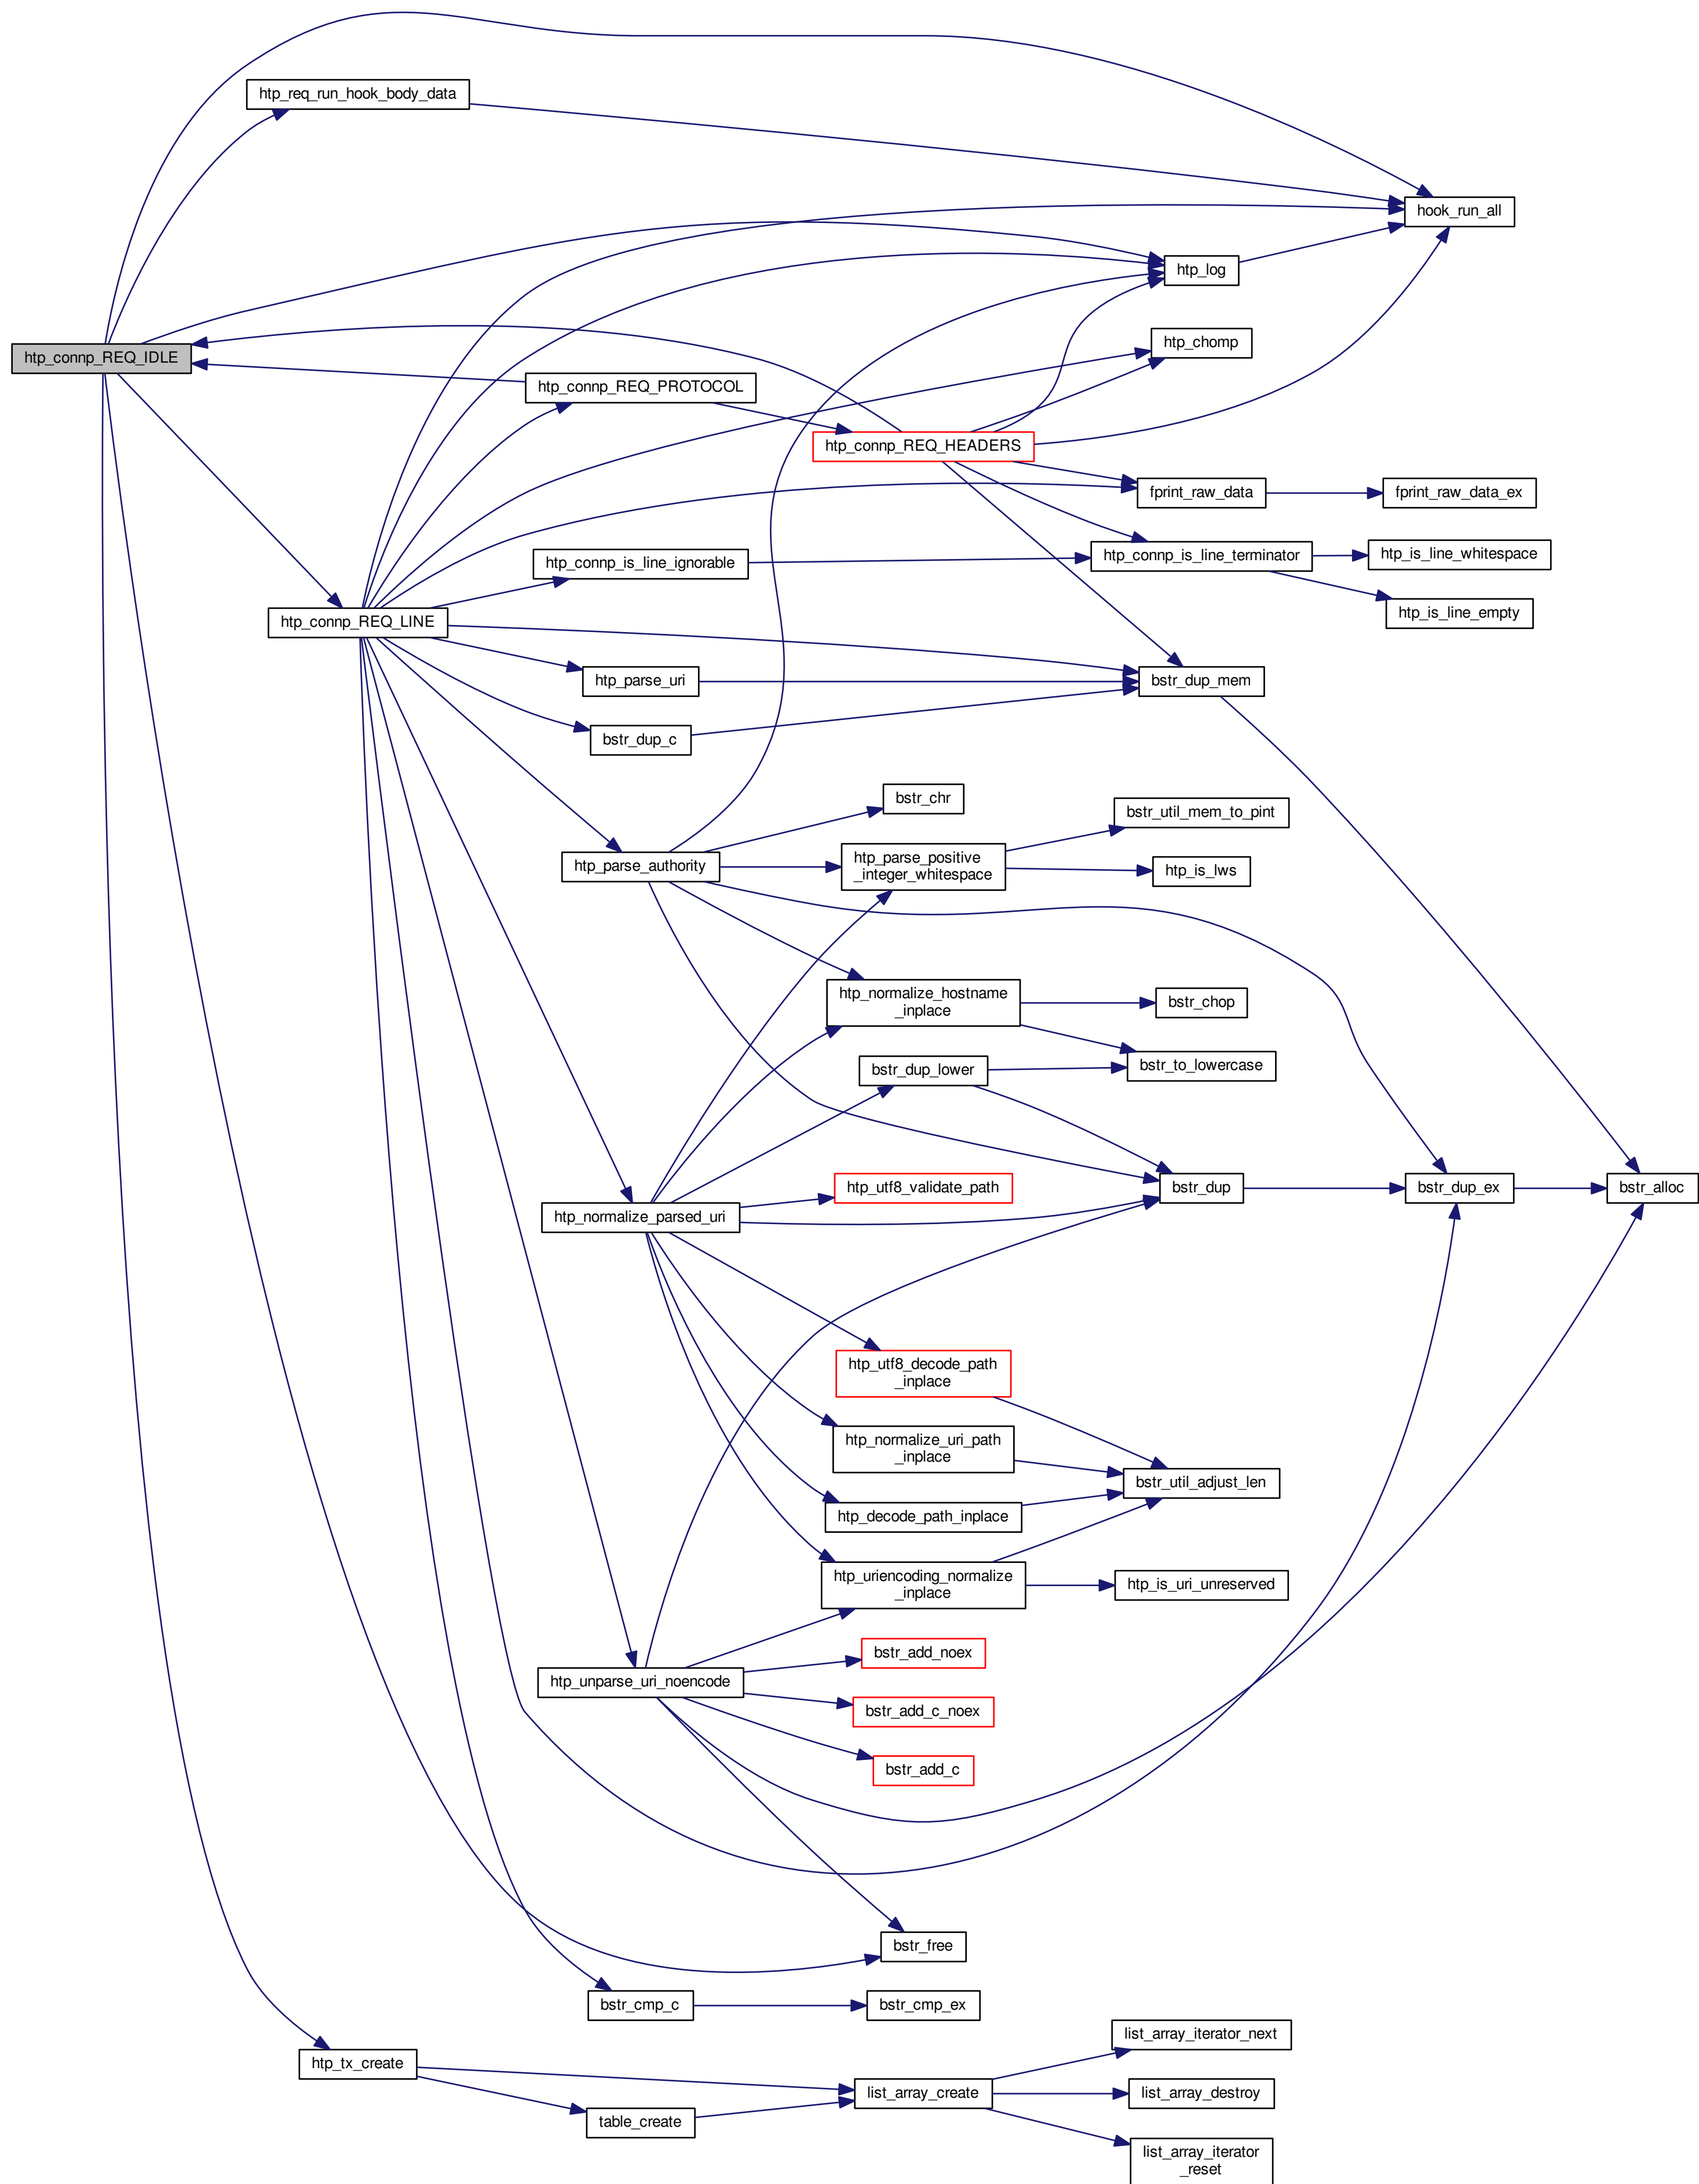 htp_req_run_hook_body_data
hook_run_all
htp_log
htp_chomp
htp_connp_REQ_IDLE
htp_connp_REQ_PROTOCOL
htp_connp_REQ_HEADERS
fprint_raw_data
fprint_raw_data_ex
htp_connp_is_line_ignorable
htp_connp_is_line_terminator
htp_is_line_whitespace
htp_is_line_empty
htp_connp_REQ_LINE
htp_parse_uri
bstr_dup_mem
bstr_dup_c
bstr_chr
bstr_util_mem_to_pint
htp_parse_authority
htp_parse_positive
_integer_whitespace
htp_is_lws
htp_normalize_hostname
_inplace
bstr_chop
bstr_dup_lower
bstr_to_lowercase
htp_utf8_validate_path
bstr_dup
bstr_dup_ex
bstr_alloc
htp_normalize_parsed_uri
htp_utf8_decode_path
_inplace
htp_normalize_uri_path
_inplace
bstr_util_adjust_len
htp_decode_path_inplace
htp_uriencoding_normalize
_inplace
htp_is_uri_unreserved
bstr_add_noex
htp_unparse_uri_noencode
bstr_add_c_noex
bstr_add_c
bstr_free
bstr_cmp_c
bstr_cmp_ex
list_array_iterator_next
htp_tx_create
list_array_create
list_array_destroy
table_create
list_array_iterator
_reset